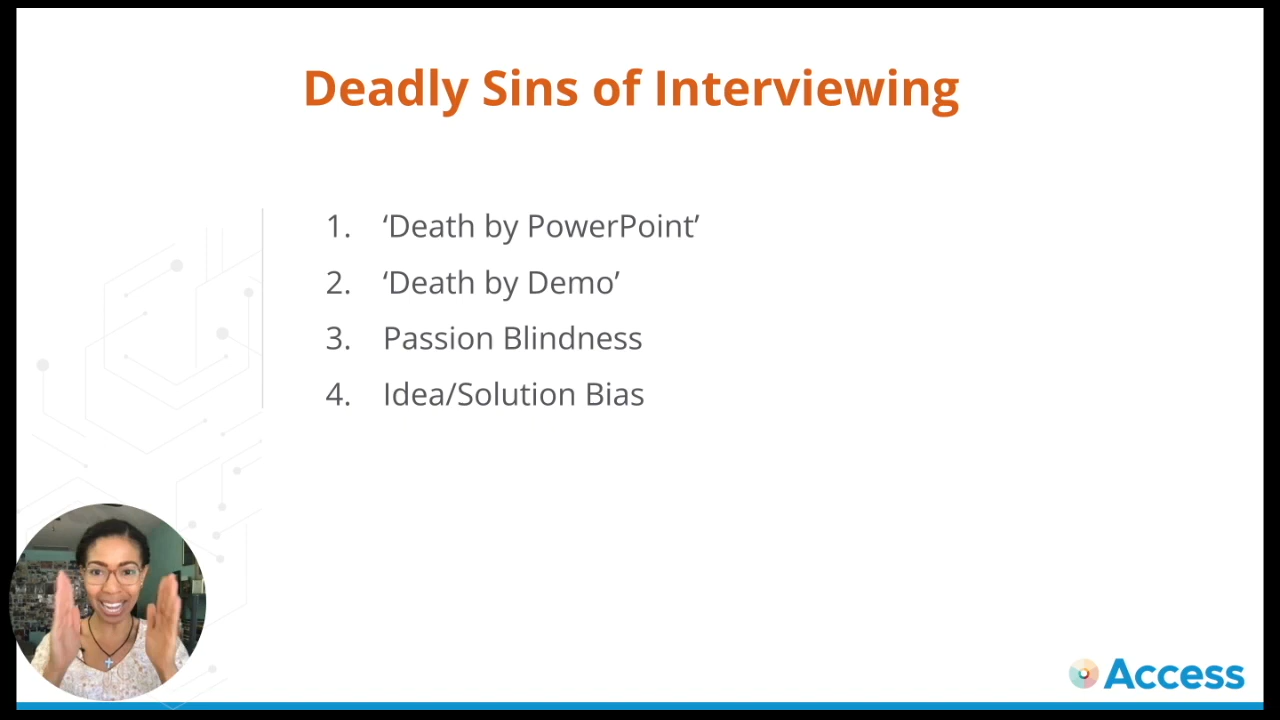 Deadly Sins of Interviewing
1. ‘Death by PowerPoint’
2. ‘Death by Demo’
3. Passion Blindness
4. Idea/Solution Bias
Access